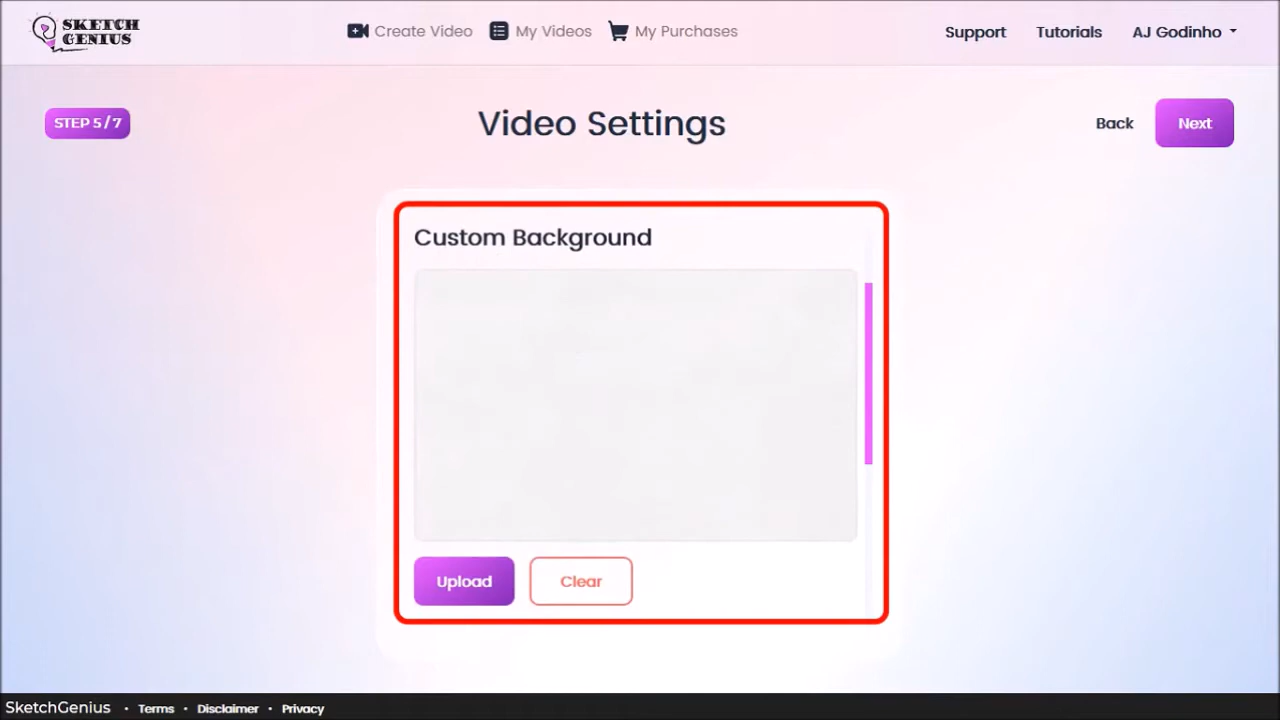 SKETCH
GENIUS
Create Video My Videos My Purchases
Support Tutorials AJ Godinho
STEP 5 / 7
Video Settings
Back Next
Custom Background
Upload Clear
SketchGenius • Terms • Disclaimer • Privacy